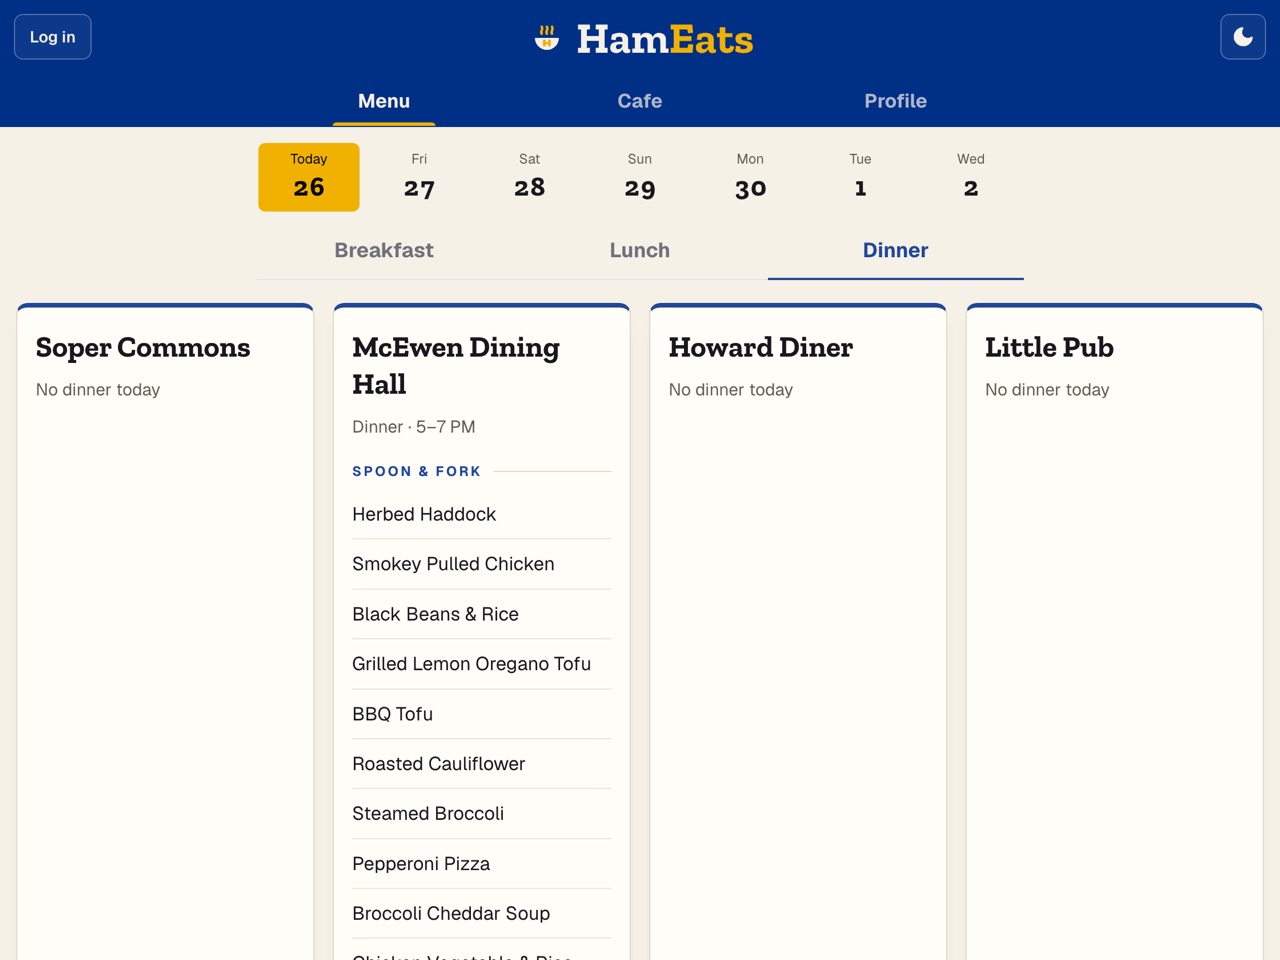 Log in
H
HamEats
Menu
Cafe
Profile
Today
26
Fri
27
Sat
28
Sun
29
Mon
30
Tue
1
Wed
2
Breakfast
Lunch
Dinner
Soper Commons
No dinner today
McEwen Dining
Hall
Dinner · 5–7 PM
SPOON & FORK
Herbed Haddock
Smokey Pulled Chicken
Black Beans & Rice
Grilled Lemon Oregano Tofu
BBQ Tofu
Roasted Cauliflower
Steamed Broccoli
Pepperoni Pizza
Broccoli Cheddar Soup
Chicken Vegetable & Rice
Howard Diner
No dinner today
Little Pub
No dinner today